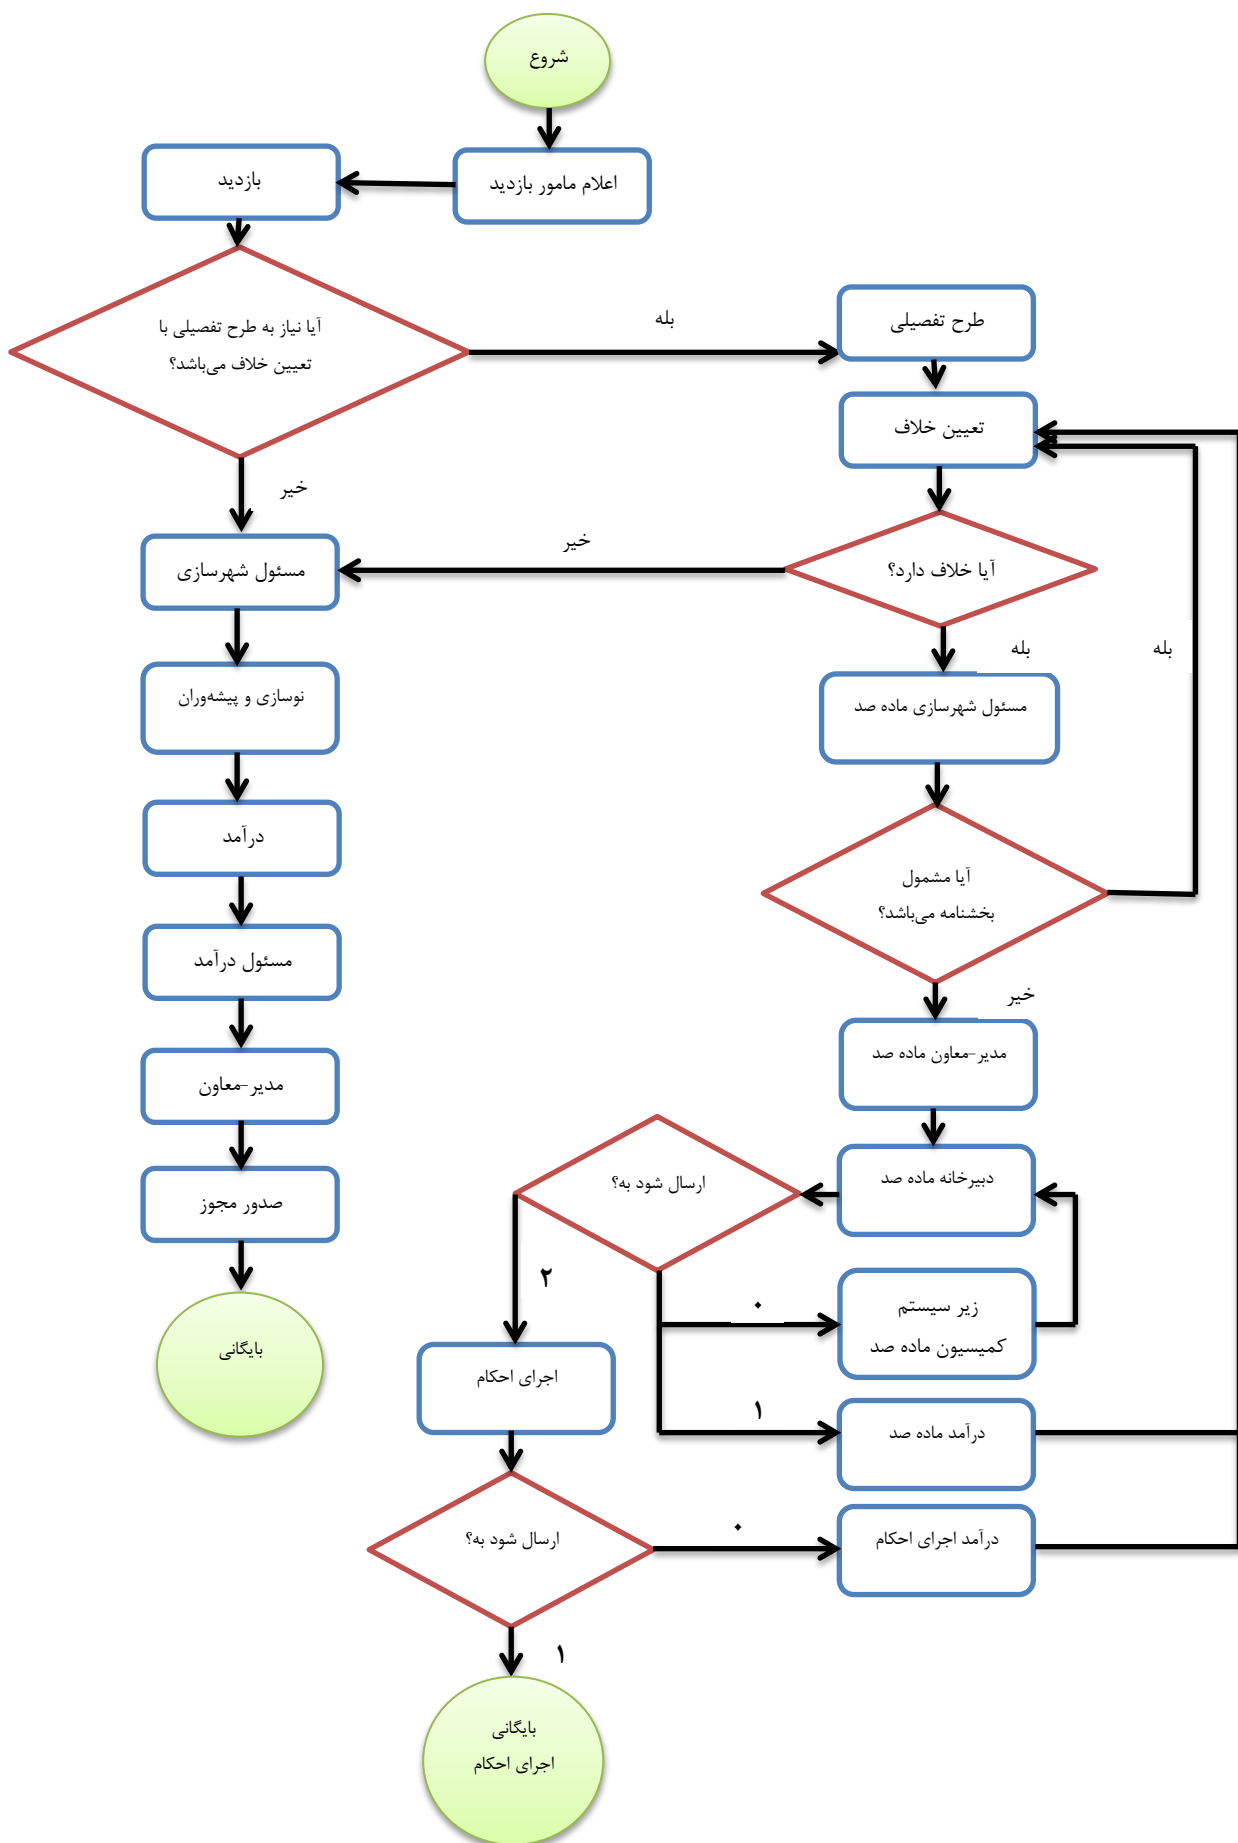 شروع
اعلام مامور بازدید
بازدید
آیا نیاز به طرح تفصیلی با
تعیین خلاف می‌باشد؟
بله
طرح تفصیلی
تعیین خلاف
خیر
آیا خلاف دارد؟
خیر
مسئول شهرسازی
بله
بله
مسئول شهرسازی ماده صد
نوسازی و پیشه‌وران
درآمد
آیا مشمول
بخشنامه می‌باشد؟
مسئول درآمد
خیر
مدیر-معاون ماده صد
مدیر-معاون
دبیرخانه ماده صد
ارسال شود به؟
صدور مجوز
۲
۰
زیر سیستم
کمیسیون ماده صد
بایگانی
اجرای احکام
۱
درآمد ماده صد
ارسال شود به؟
۰
درآمد اجرای احکام
۱
بایگانی
اجرای احکام